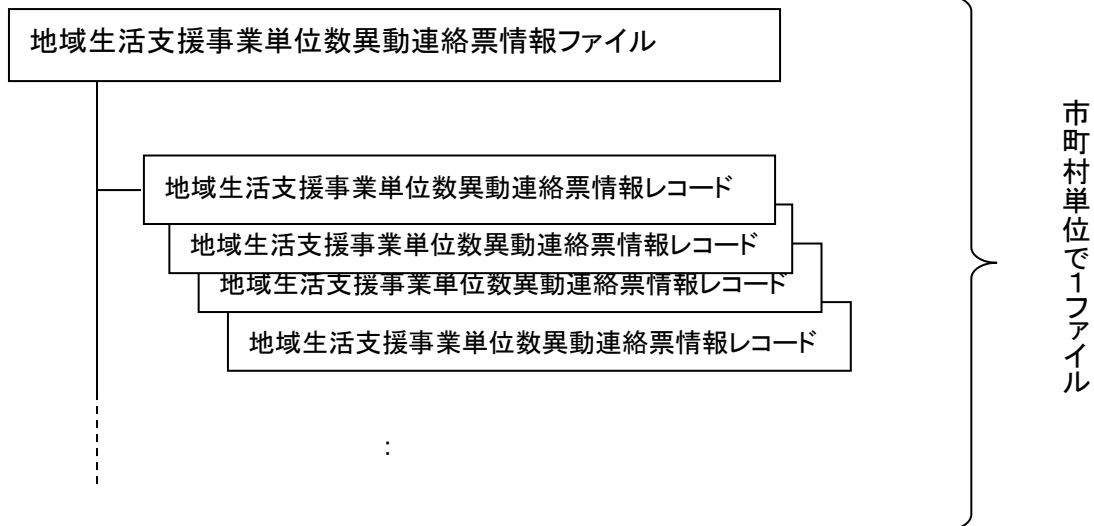 地域生活支援事業単位数異動連絡票情報ファイル
地域生活支援事業単位数異動連絡票情報レコード
地域生活支援事業単位数異動連絡票情報レコード
地域生活支援事業単位数異動連絡票情報レコード
地域生活支援事業単位数異動連絡票情報レコード
:
市町村単位で1ファイル